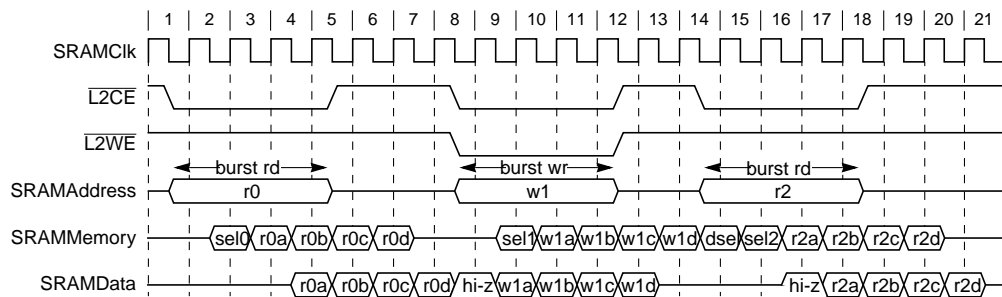 1 2 3 4 5 6 7 8 9 10 11 12 13 14 15 16 17 18 19 20 21
SRAMClk
L2CE
L2WE
burst rd burst wr burst rd
SRAMAddress r0 w1 r2
SRAMMemory sel0 r0a r0b r0c r0d sel1 w1a w1b w1c w1d dsel sel2 r2a r2b r2c r2d
SRAMData r0a r0b r0c r0d hi-z w1a w1b w1c w1d hi-z r2a r2b r2c r2d